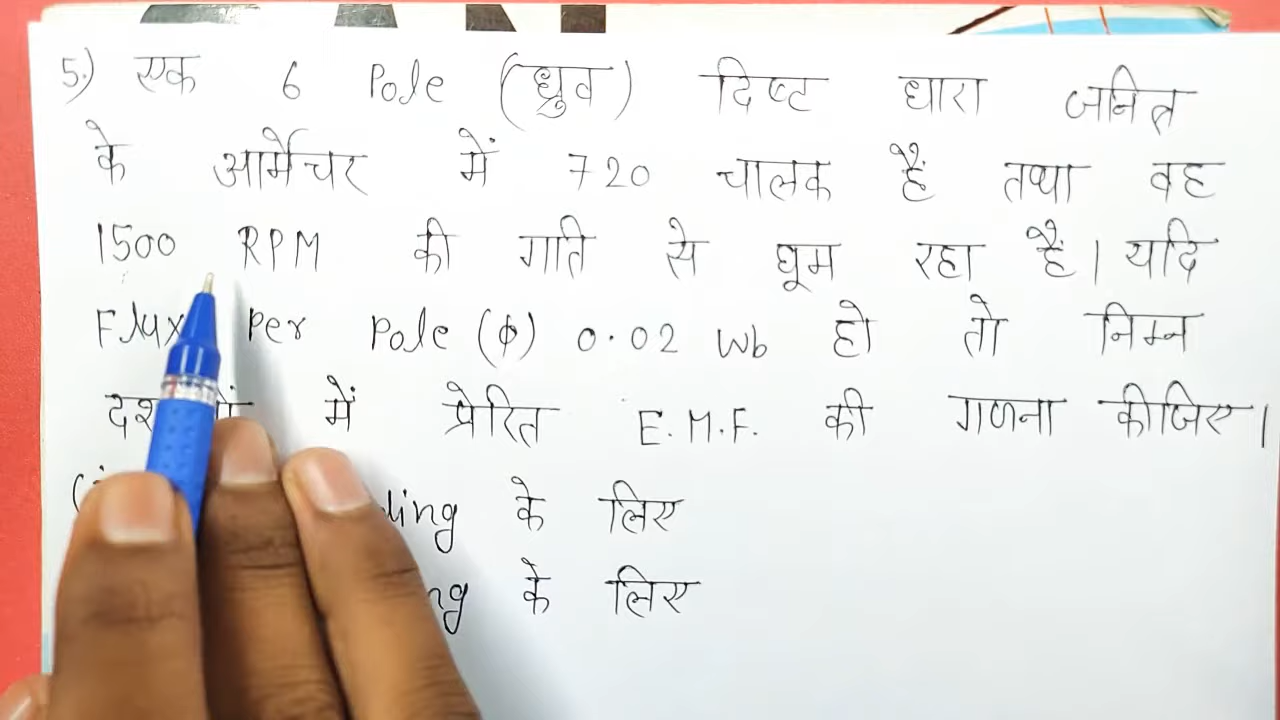 5.) एक 6 Pole (ध्रुव) दिष्ट धारा जनित्र
के आर्मेचर में 720 चालक हैं तथा वह
1500 RPM की गति से घूम रहा है। यदि
Flux Per Pole (φ) 0.02 Wb हो तो निम्न
में प्रेरित E.M.F. की गणना कीजिए।
के लिए
के लिए